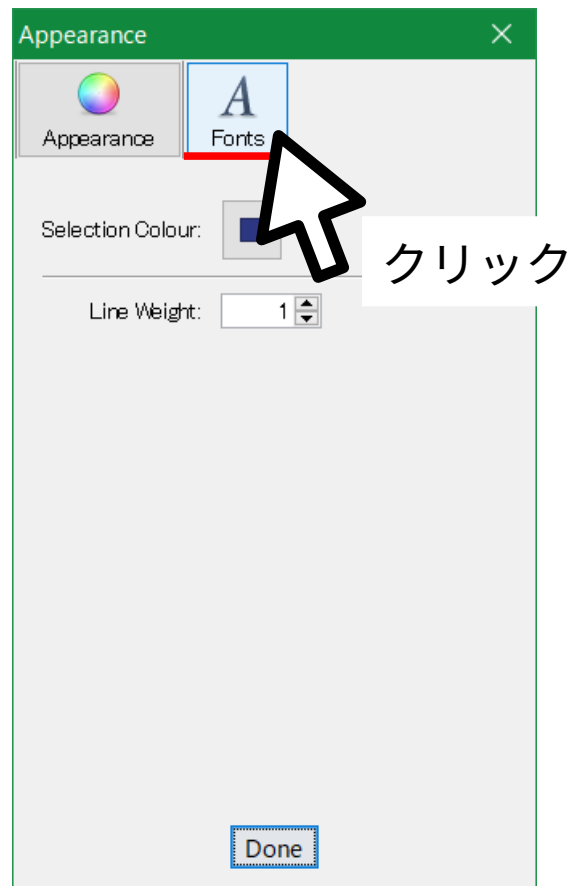 Appearance
Appearance
Fonts
Selection Colour:
クリック
Line Weight:
1
Done